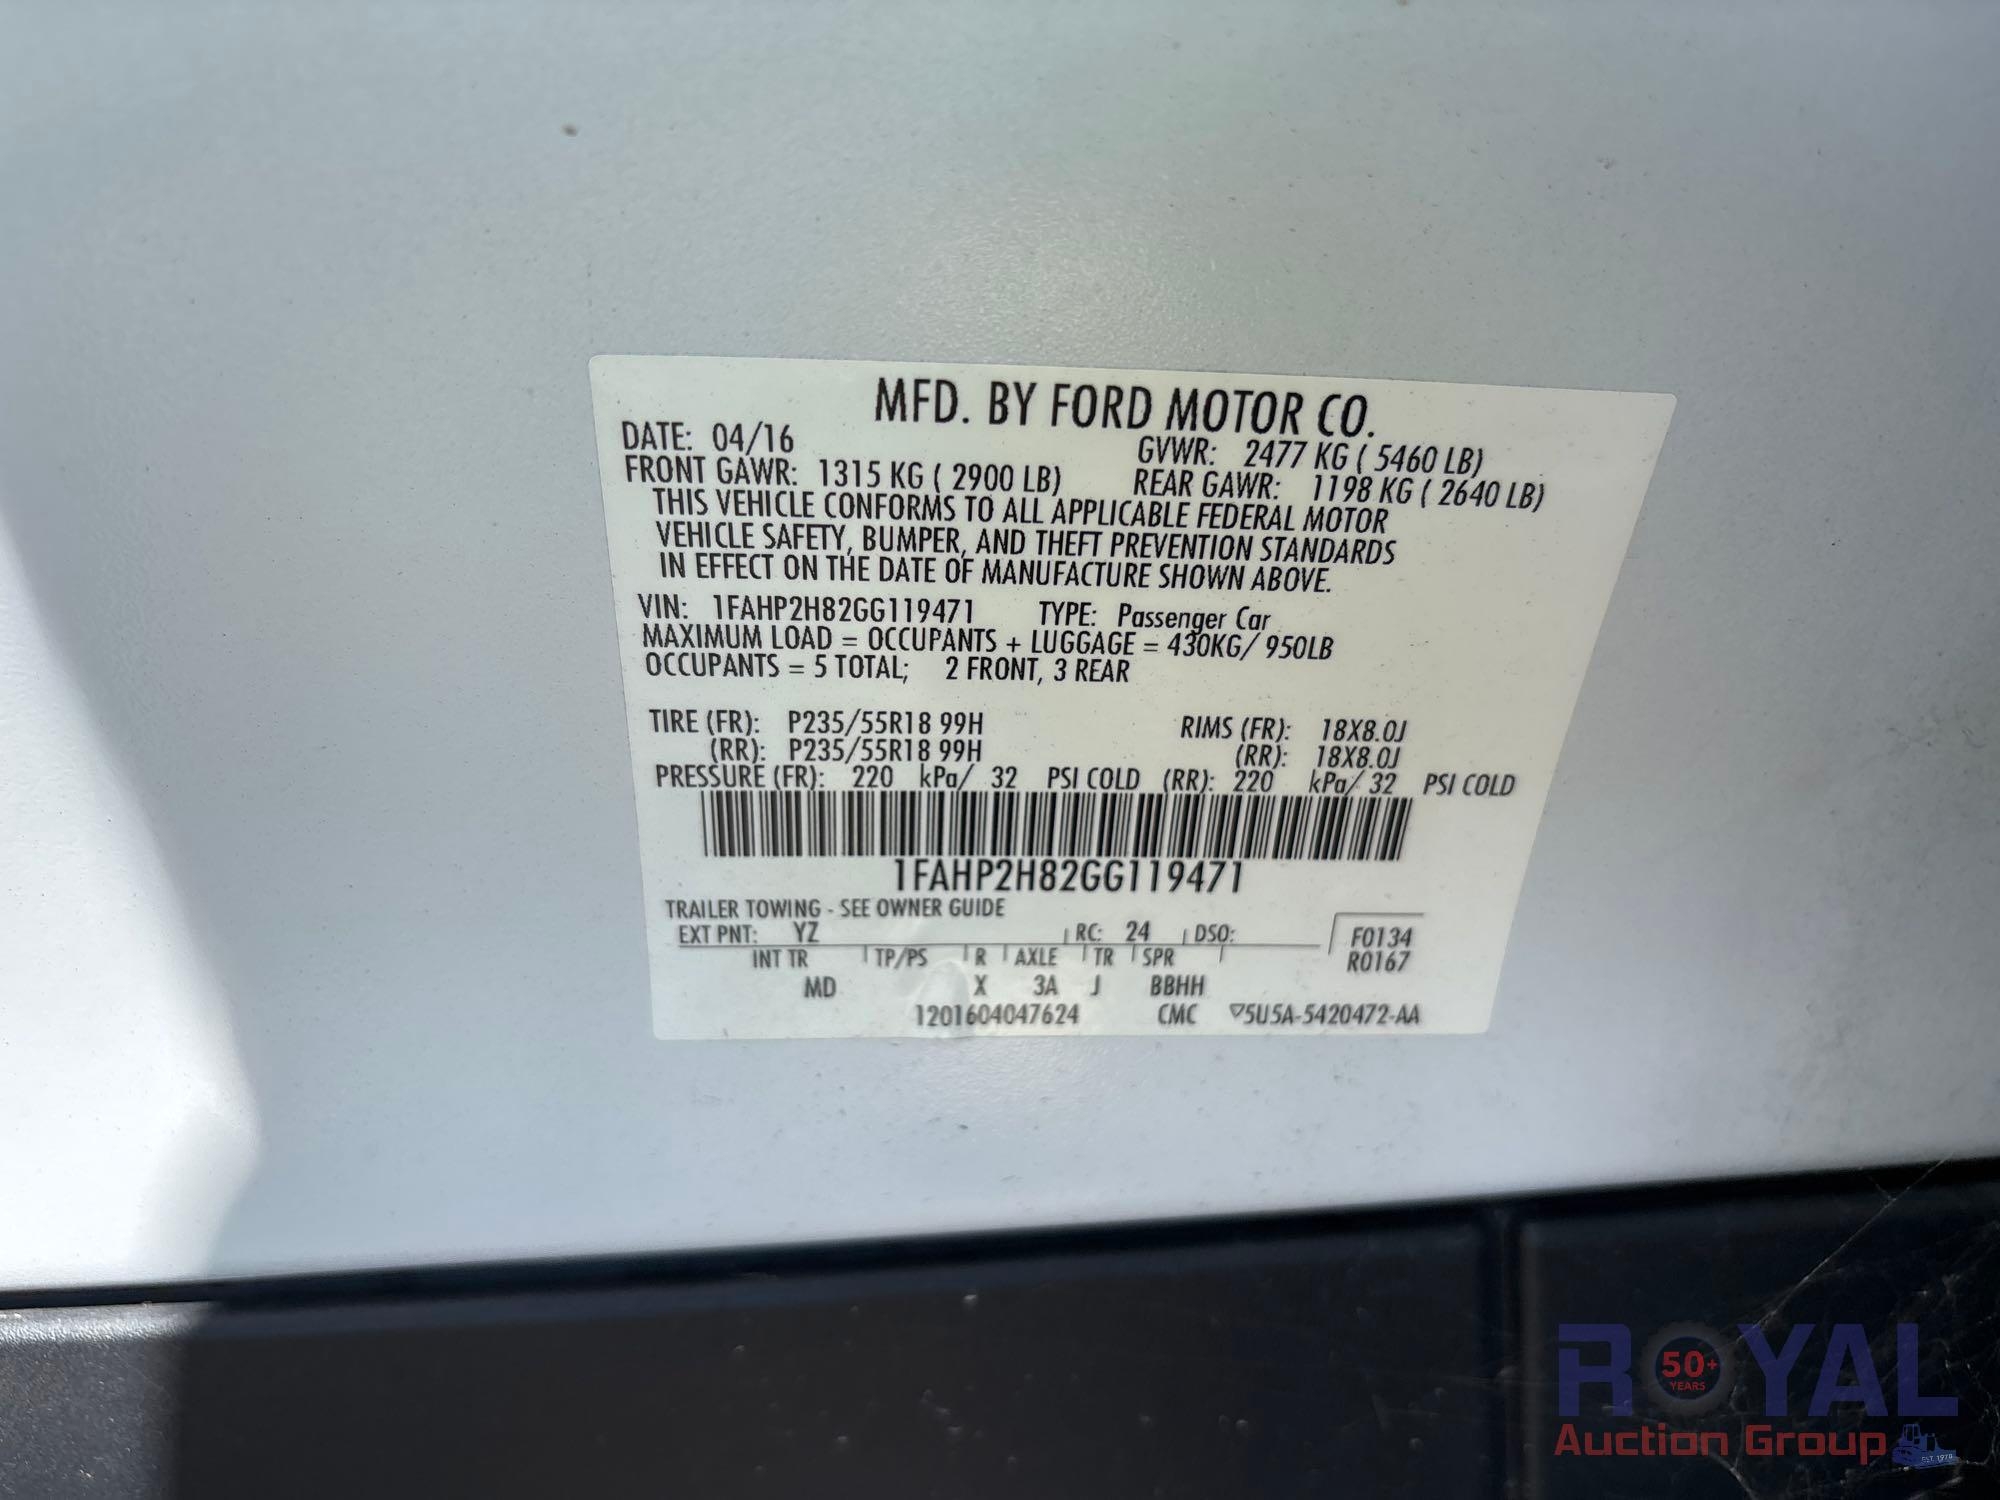 MFD. BY FORD MOTOR CO.
DATE: 04/16 GVWR: 2477 KG ( 5460 LB)
FRONT GAWR: 1315 KG ( 2900 LB) REAR GAWR: 1198 KG ( 2640 LB)
THIS VEHICLE CONFORMS TO ALL APPLICABLE FEDERAL MOTOR
VEHICLE SAFETY, BUMPER, AND THEFT PREVENTION STANDARDS
IN EFFECT ON THE DATE OF MANUFACTURE SHOWN ABOVE.
VIN: 1FAHP2H82GG119471 TYPE: Passenger Car
MAXIMUM LOAD = OCCUPANTS + LUGGAGE = 430KG/ 950LB
OCCUPANTS = 5 TOTAL; 2 FRONT, 3 REAR
TIRE (FR): P235/55R18 99H RIMS (FR): 18X8.0J
(RR): P235/55R18 99H (RR): 18X8.0J
PRESSURE (FR): 220 kPa/ 32 PSI COLD (RR): 220 kPa/ 32 PSI COLD
1FAHP2H82GG119471
TRAILER TOWING - SEE OWNER GUIDE
EXT PNT: YZ RC: 24 DSO: F0134
INT TR TP/PS R AXLE TR SPR R0167
MD X 3A J BBHH
1201604047624 CMC ▽5U5A-5420472-AA
ROYAL
50+
YEARS
Auction Group
EST. 1970